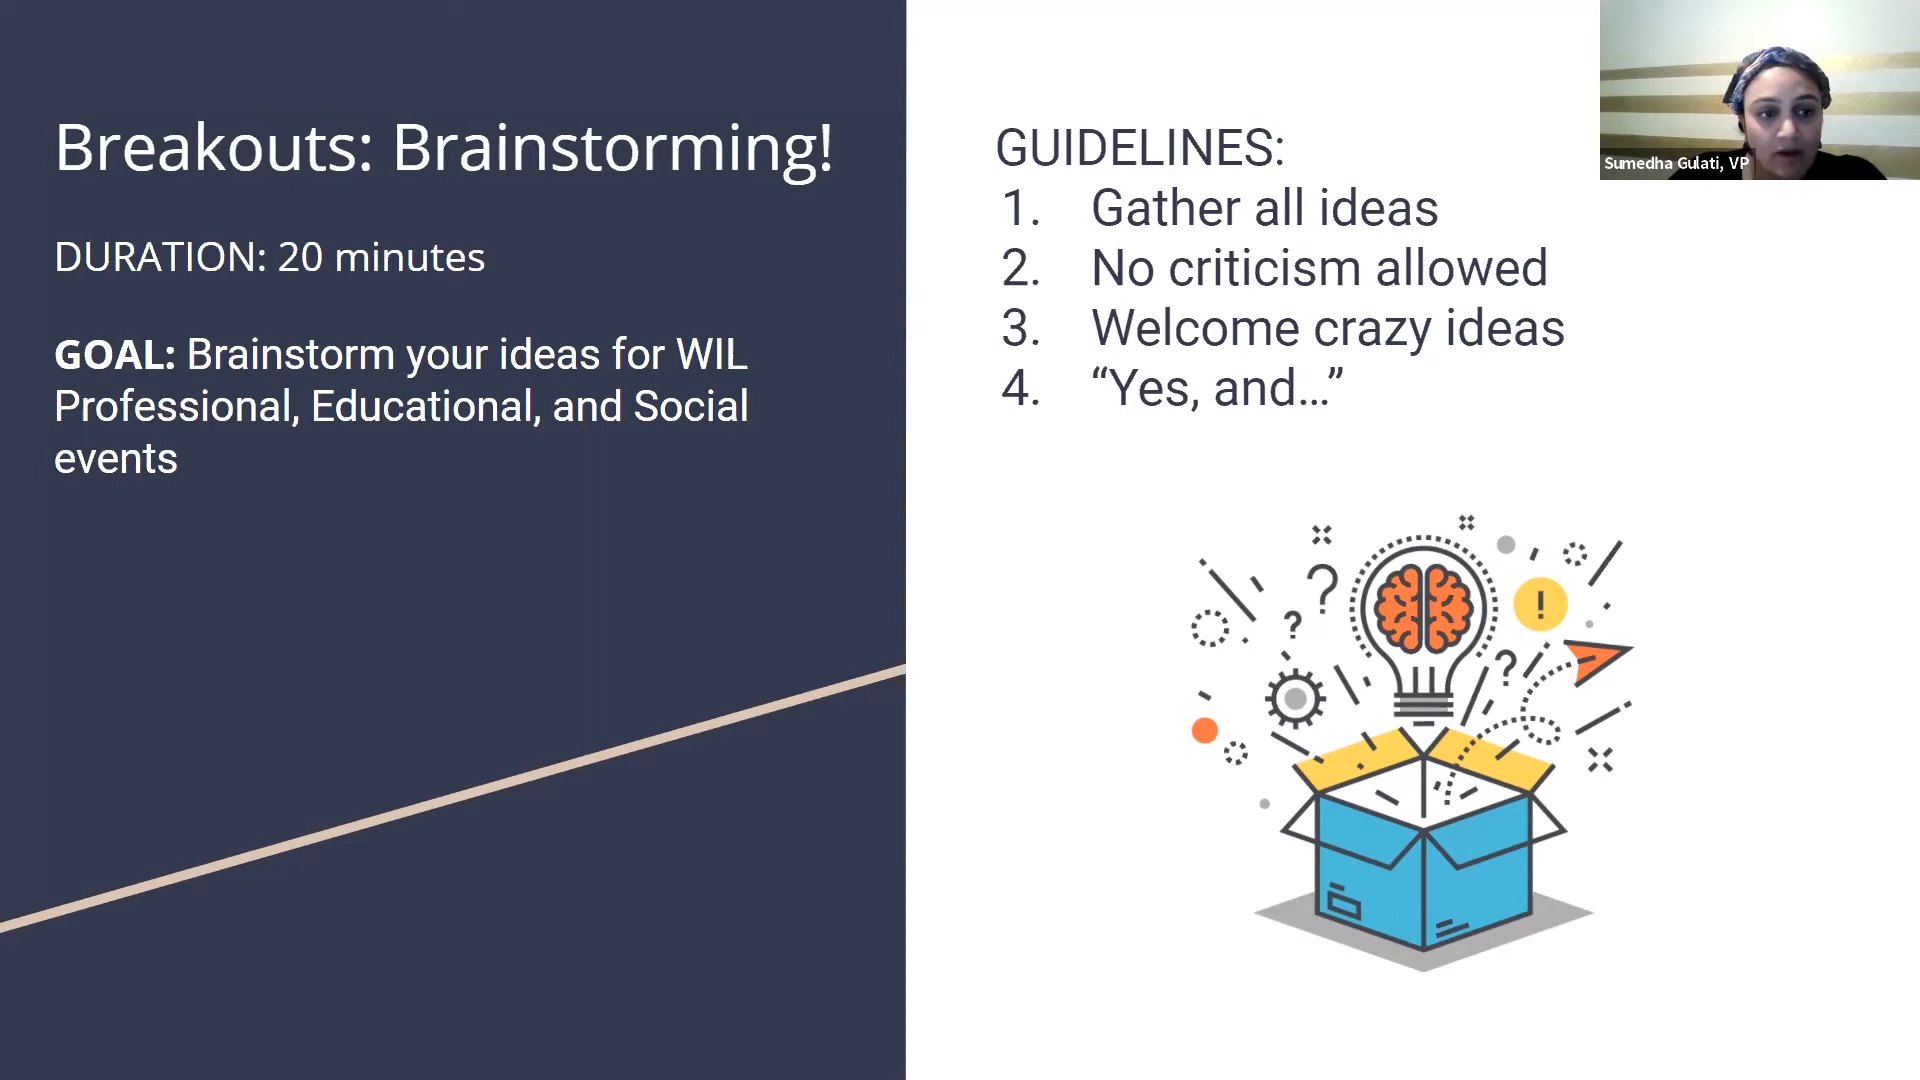 Breakouts: Brainstorming!
DURATION: 20 minutes
GOAL: Brainstorm your ideas for WIL
Professional, Educational, and Social
events
GUIDELINES:
1. Gather all ideas
2. No criticism allowed
3. Welcome crazy ideas
4. “Yes, and...”
Sumedha Gulati, VP
? ? ? !